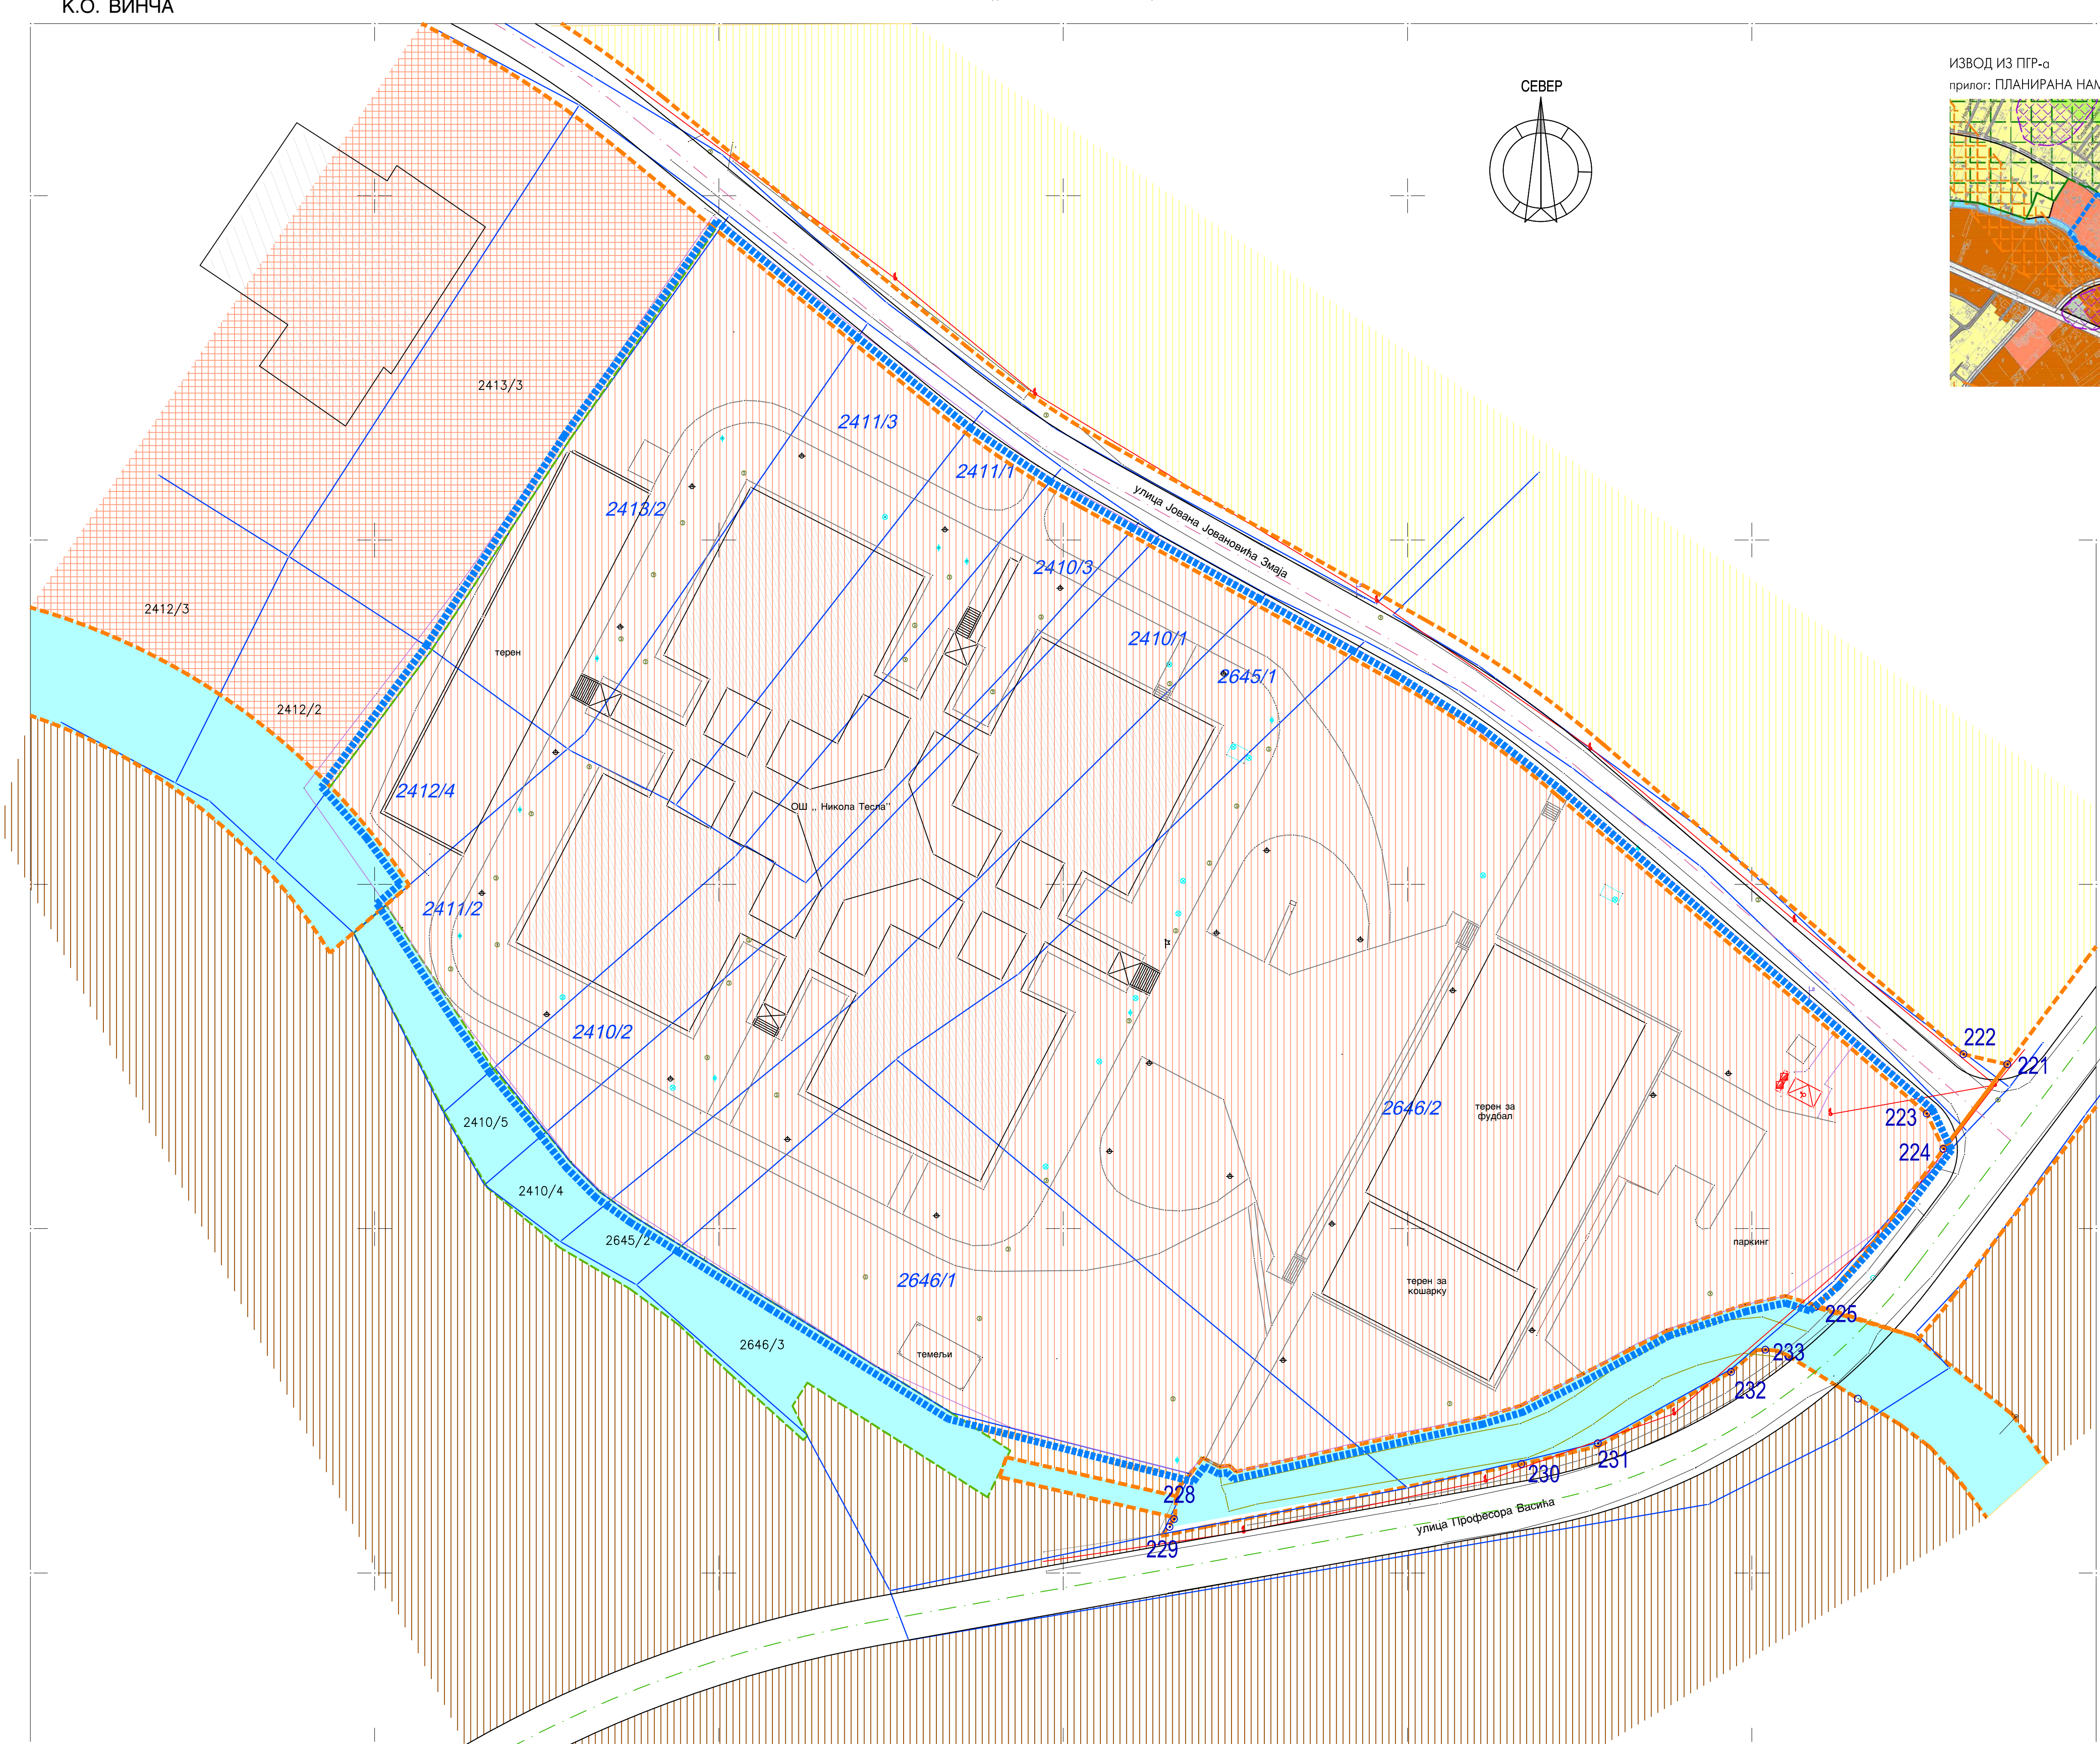 К.О. ВИНЧА
СЕВЕР
ИЗВОД ИЗ ПГР-а
прилог: ПЛАНИРАНА
2413/3
2411/3
2411/1
2413/2
улица Јована Јовановића Змаја
2410/3
2412/3
2410/1
терен
2645/1
2412/2
2412/4
ОШ ,, Никола Тесла''
2411/2
2410/2
222
221
2646/2
терен за
фудбал
223
2410/5
224
2410/4
2645/2
паркинг
2646/1
терен за
кошарку
225
2646/3
темељи
233
232
231
230
228
улица Професора Васића
229